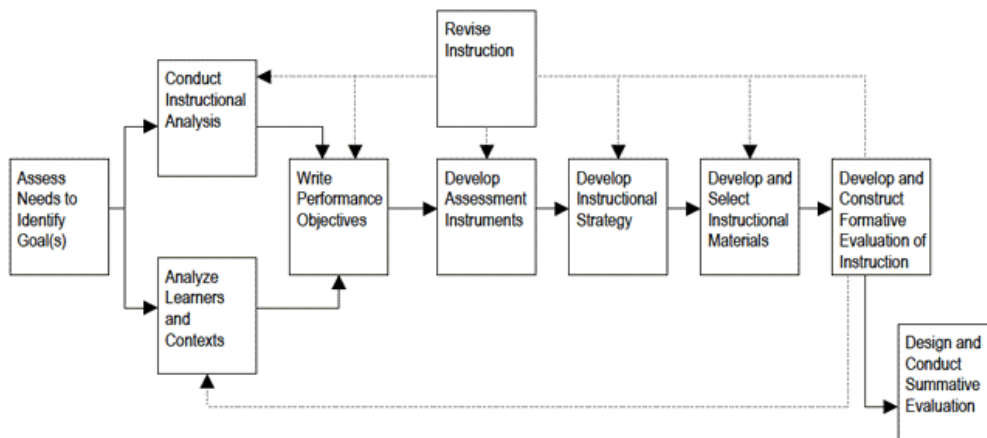 Revise
Instruction
Conduct
Instructional
Analysis
Assess
Needs to
Identify
Goal(s)
Write
Performance
Objectives
Develop
Assessment
Instruments
Develop
Instructional
Strategy
Develop and
Select
Instructional
Materials
Develop and
Construct
Formative
Evaluation of
Instruction
Analyze
Learners
and
Contexts
Design and
Conduct
Summative
Evaluation